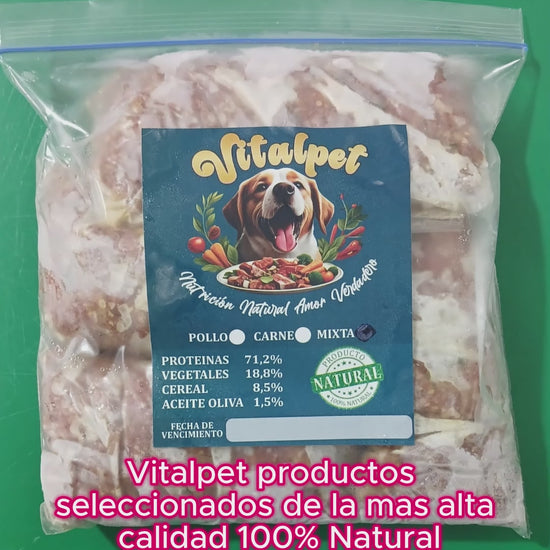 Vitalpet
Nutrición Natural Amor Verdadero
POLLO CARNE MIXTA
PROTEINAS 71,2%
VEGETALES 18,8%
CEREAL 8,5%
ACEITE OLIVA 1,5%
PRODUCTO
NATURAL
100% NATURAL
FECHA DE
VENCIMIENTO
Vitalpet productos
seleccionados de la mas alta
calidad 100% Natural